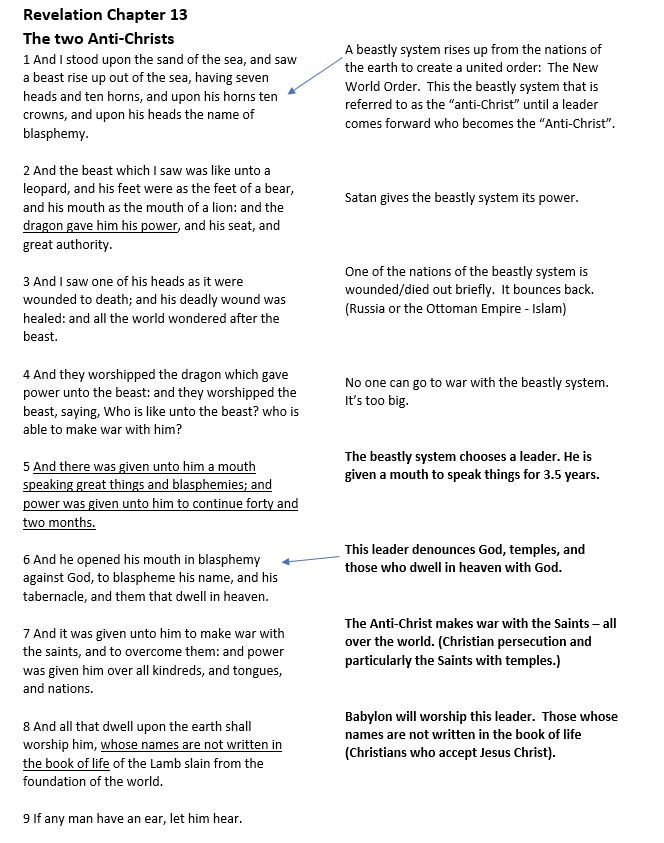 Revelation Chapter 13
The two Anti-Christs
1 And I stood upon the sand of the sea, and saw
a beast rise up out of the sea, having seven
heads and ten horns, and upon his horns ten
crowns, and upon his heads the name of
blasphemy.
A beastly system rises up from the nations of
the earth to create a united order:  The New
World Order.  This the beastly system that is
referred to as the “anti-Christ” until a leader
comes forward who becomes the “Anti-Christ”.
2 And the beast which I saw was like unto a
leopard, and his feet were as the feet of a bear,
and his mouth as the mouth of a lion: and the
dragon gave him his power, and his seat, and
great authority.
Satan gives the beastly system its power.
3 And I saw one of his heads as it were
wounded to death; and his deadly wound was
healed: and all the world wondered after the
beast.
One of the nations of the beastly system is
wounded/died out briefly.  It bounces back.
(Russia or the Ottoman Empire - Islam)
4 And they worshipped the dragon which gave
power unto the beast: and they worshipped the
beast, saying, Who is like unto the beast? who is
able to make war with him?
No one can go to war with the beastly system.
It’s too big.
5 And there was given unto him a mouth
speaking great things and blasphemies; and
power was given unto him to continue forty and
two months.
The beastly system chooses a leader. He is
given a mouth to speak things for 3.5 years.
6 And he opened his mouth in blasphemy
against God, to blaspheme his name, and his
tabernacle, and them that dwell in heaven.
This leader denounces God, temples, and
those who dwell in heaven with God.
7 And it was given unto him to make war with
the saints, and to overcome them: and power
was given him over all kindreds, and tongues,
and nations.
The Anti-Christ makes war with the Saints – all
over the world. (Christian persecution and
particularly the Saints with temples.)
8 And all that dwell upon the earth shall
worship him, whose names are not written in
the book of life of the Lamb slain from the
foundation of the world.
Babylon will worship this leader.  Those whose
names are not written in the book of life
(Christians who accept Jesus Christ).
9 If any man have an ear, let him hear.